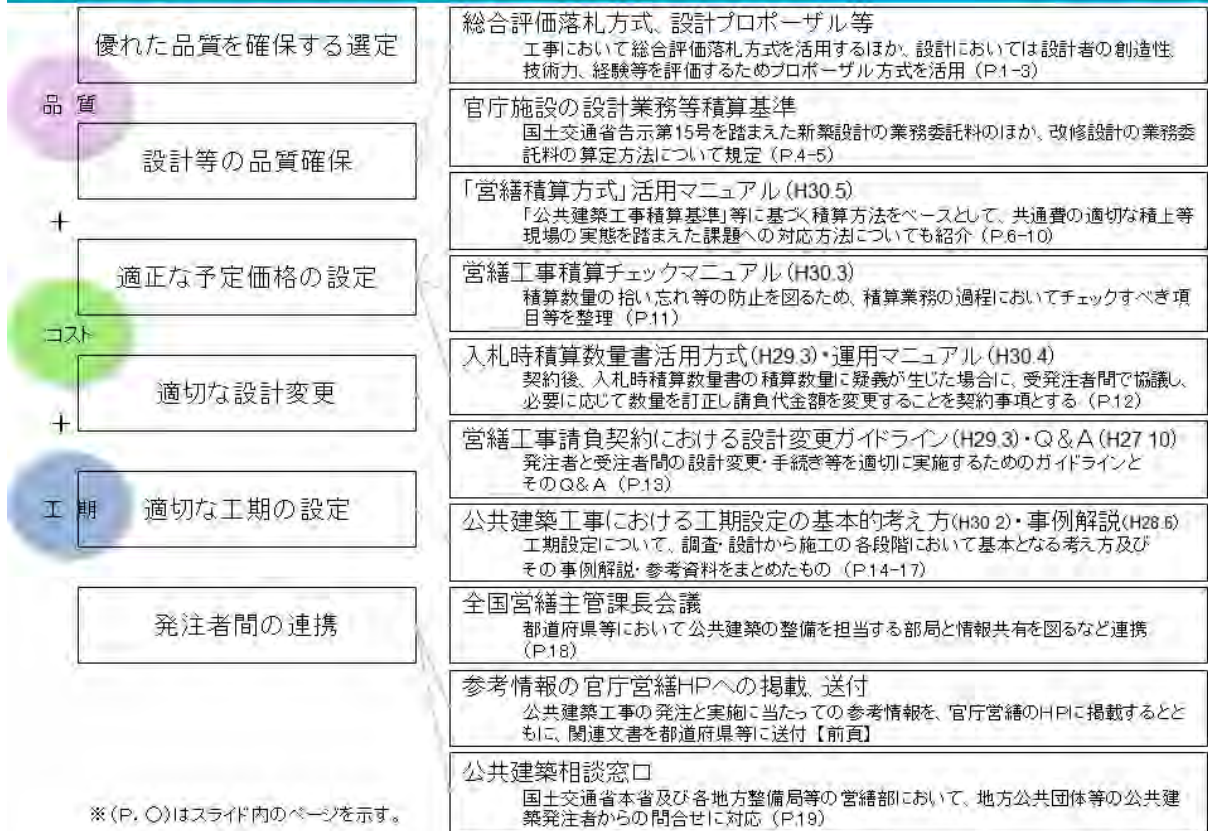 優れた品質を確保する選定
品 質
設計等の品質確保
+
適正な予定価格の設定
コスト
適切な設計変更
+
工 期
適切な工期の設定
発注者間の連携
※(P. ○)はスライド内のページを示す。
総合評価落札方式、設計プロポーザル等
工事において総合評価落札方式を活用するほか、設計においては設計者の創造性、
技術力、経験等を評価するためプロポーザル方式を活用 (P.1-3)
官庁施設の設計業務等積算基準
国土交通省告示第15号を踏まえた新築設計の業務委託料のほか、改修設計の業務委
託料の算定方法について規定 (P.4-5)
「営繕積算方式」活用マニュアル(H30.5)
「公共建築工事積算基準」等に基づく積算方法をベースとして、共通費の適切な積上等
現場の実態を踏まえた課題への対応方法についても紹介 (P.6-10)
営繕工事積算チェックマニュアル(H30.3)
積算数量の拾い忘れ等の防止を図るため、積算業務の過程においてチェックすべき項
目等を整理 (P.11)
入札時積算数量書活用方式(H29.3)・運用マニュアル(H30.4)
契約後、入札時積算数量書の積算数量に疑義が生じた場合に、受発注者間で協議し、
必要に応じて数量を訂正し請負代金額を変更することを契約事項とする (P.12)
営繕工事請負契約における設計変更ガイドライン(H29.3)・Q&A(H27 10)
発注者と受注者間の設計変更・手続き等を適切に実施するためのガイドラインと
そのQ&A (P.13)
公共建築工事における工期設定の基本的考え方(H30 2)・事例解説(H28.6)
工期設定について、調査・設計から施工の各段階において基本となる考え方及び
その事例解説・参考資料をまとめたもの (P.14-17)
全国営繕主管課長会議
都道府県等において公共建築の整備を担当する部局と情報共有を図るなど連携
(P.18)
参考情報の官庁営繕HPへの掲載、送付
公共建築工事の発注と実施に当たっての参考情報を、官庁営繕のHPに掲載するとと
もに、関連文書を都道府県等に送付【前頁】
公共建築相談窓口
国土交通省本省及び各地方整備局等の営繕部において、地方公共団体等の公共建
築発注者からの問合せに対応 (P.19)